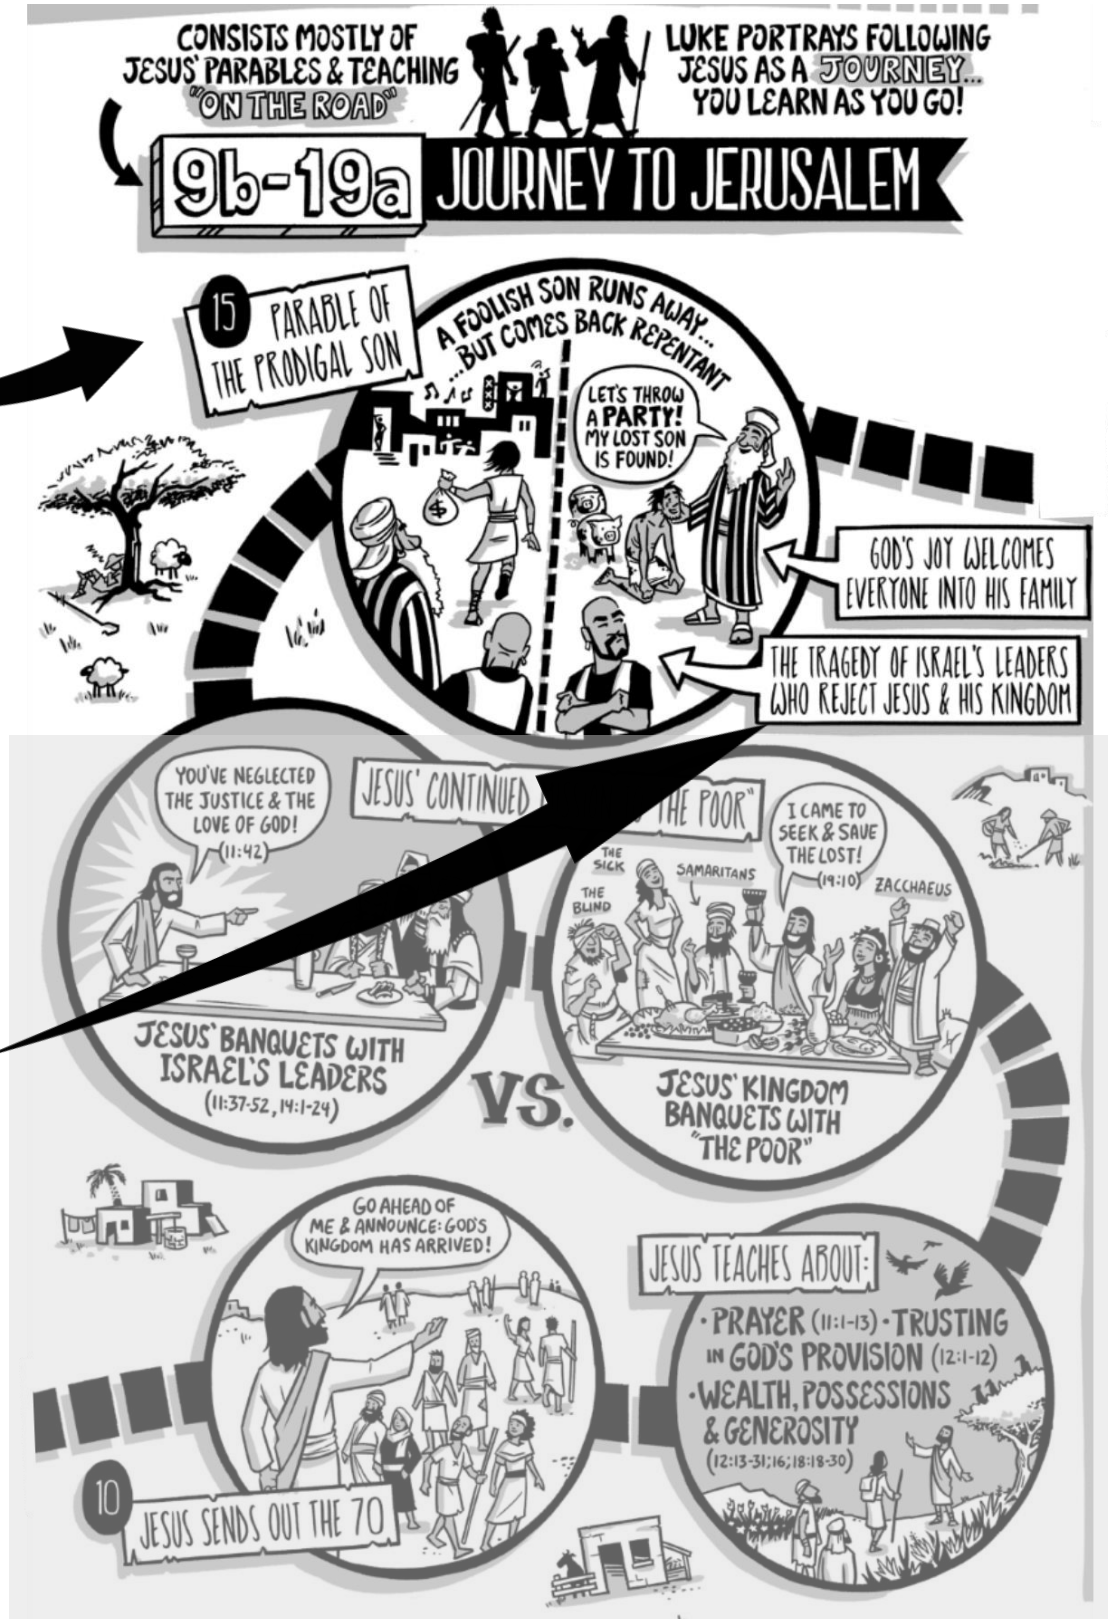 CONSISTS MOSTLY OF
JESUS' PARABLES & TEACHING
"ON THE ROAD"
LUKE PORTRAYS FOLLOWING
JESUS AS A JOURNEY...
YOU LEARN AS YOU GO!
9b-19a JOURNEY TO JERUSALEM
15 PARABLE OF
THE PRODIGAL SON
A FOOLISH SON RUNS AWAY...
...BUT COMES BACK REPENTANT
LET'S THROW
A PARTY!
MY LOST SON
IS FOUND!
$
GOD'S JOY WELCOMES
EVERYONE INTO HIS FAMILY
THE TRAGEDY OF ISRAEL'S LEADERS
WHO REJECT JESUS & HIS KINGDOM
YOU'VE NEGLECTED
THE JUSTICE & THE
LOVE OF GOD!
(11:42)
JESUS' CONTINUED THE POOR"
I CAME TO
SEEK & SAVE
THE LOST!
(19:10)
THE
SICK
SAMARITANS
ZACCHAEUS
THE
BLIND
JESUS' BANQUETS WITH
ISRAEL'S LEADERS
(11:37-52, 14:1-24)
VS.
JESUS' KINGDOM
BANQUETS WITH
"THE POOR"
GO AHEAD OF
ME & ANNOUNCE: GOD'S
KINGDOM HAS ARRIVED!
10 JESUS SENDS OUT THE 70
JESUS TEACHES ABOUT:
• PRAYER (11:1-13) • TRUSTING
IN GOD'S PROVISION (12:1-12)
• WEALTH, POSSESSIONS
& GENEROSITY
(12:13-31; 16; 18:18-30)